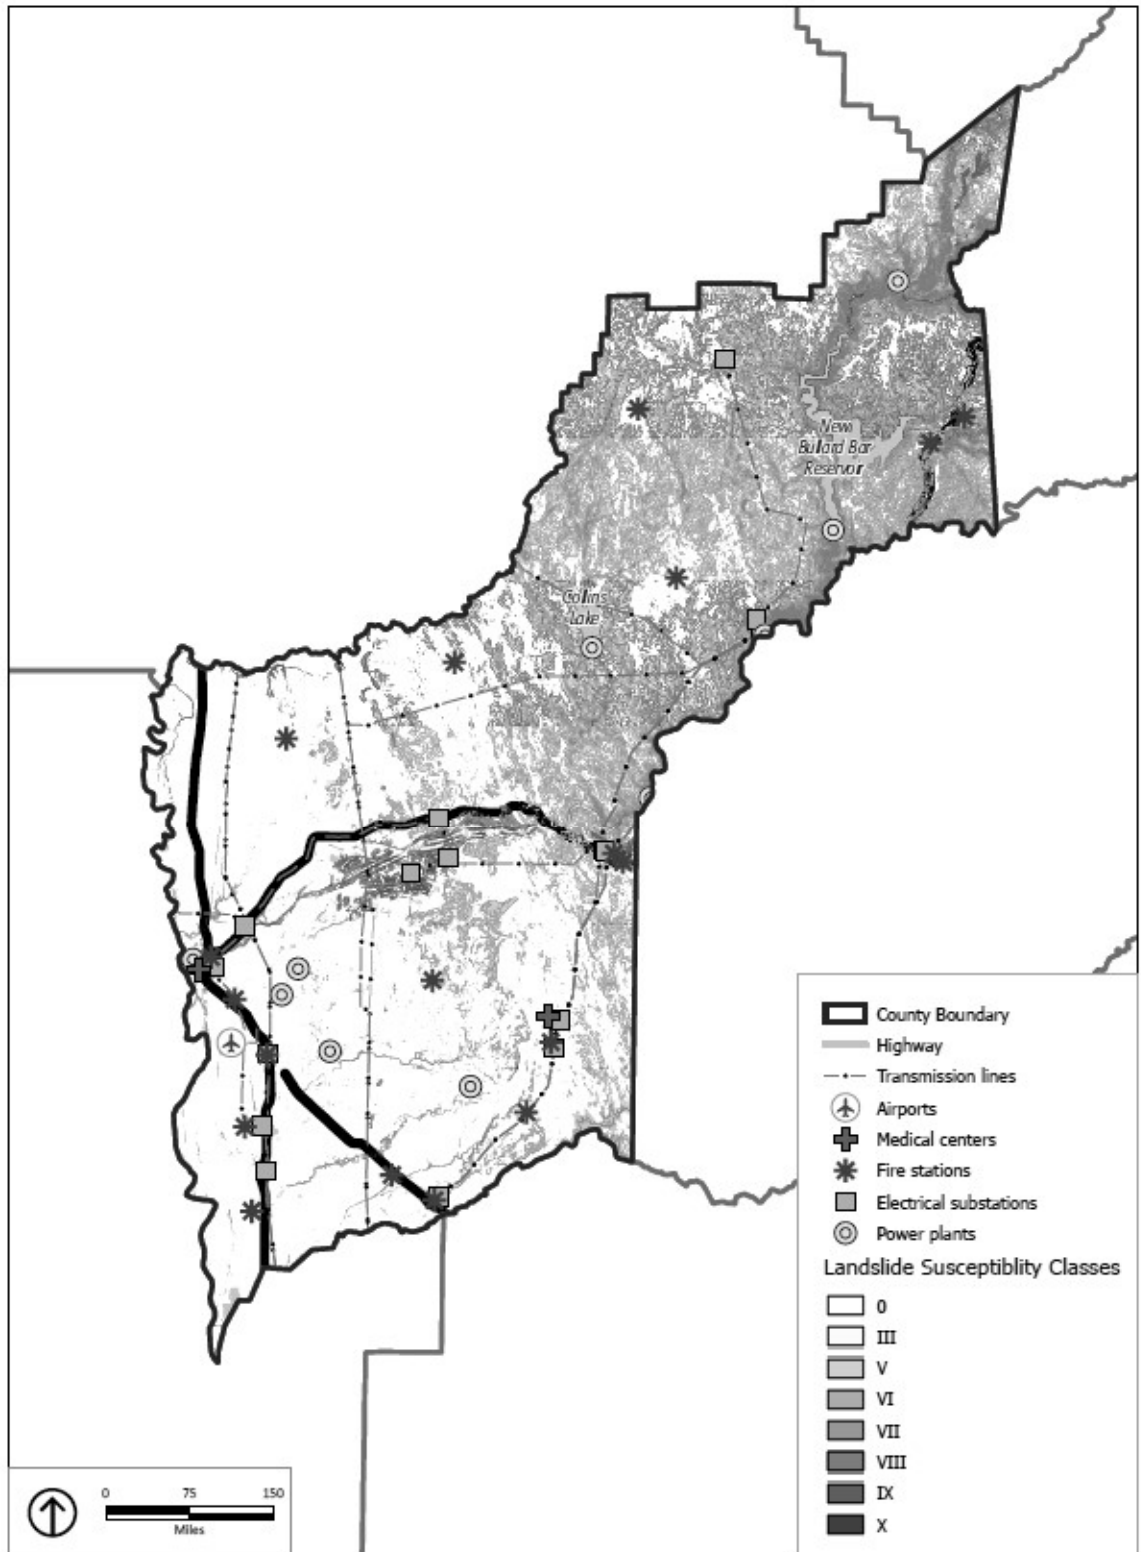 New
Bullard Bar
Reservoir
Collins
Lake
County Boundary
Highway
Transmission lines
Airports
Medical centers
Fire stations
Electrical substations
Power plants
Landslide Susceptiblity Classes
0
III
V
VI
VII
VIII
IX
X
0 75 150
Miles